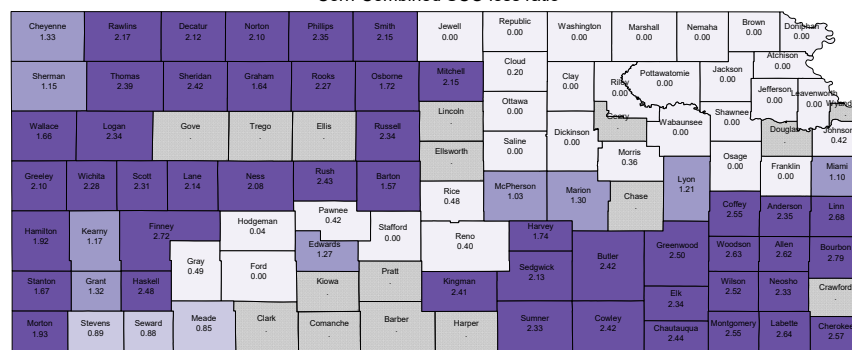 Cheyenne
1.33
Rawlins
2.17
Decatur
2.12
Norton
2.10
Phillips
2.35
Smith
2.15
Jewell
0.00
Republic
0.00
Washington
0.00
Marshall
0.00
Nemaha
0.00
Brown
0.00
Doniphan
0.00
Sherman
1.15
Thomas
2.39
Sheridan
2.42
Graham
1.64
Rooks
2.27
Osborne
1.72
Mitchell
2.15
Cloud
0.20
Clay
0.00
Riley
0.00
Pottawatomie
0.00
Jackson
0.00
Atchison
0.00
Jefferson
0.00
Leavenworth
0.00
Wallace
1.66
Logan
2.34
Gove
.
Trego
.
Ellis
.
Russell
2.34
Lincoln
.
Ottawa
0.00
Saline
0.00
Dickinson
0.00
Geary
.
Wabaunsee
0.00
Shawnee
0.00
Douglas
.
Johnson
0.42
Greeley
2.10
Wichita
2.28
Scott
2.31
Lane
2.14
Ness
2.08
Rush
2.43
Barton
1.57
Ellsworth
.
Rice
0.48
McPherson
1.03
Marion
1.30
Morris
0.36
Chase
.
Lyon
1.21
Osage
0.00
Franklin
0.00
Miami
1.10
Hamilton
1.92
Kearny
1.17
Finney
2.72
Hodgeman
0.04
Pawnee
0.42
Stafford
0.00
Reno
0.40
Harvey
1.74
Butler
2.42
Greenwood
2.50
Coffey
2.55
Anderson
2.35
Linn
2.68
Gray
0.49
Ford
0.00
Edwards
1.27
Sedgwick
2.13
Woodson
2.63
Allen
2.62
Bourbon
2.79
Stanton
1.67
Grant
1.32
Haskell
2.48
Kiowa
.
Pratt
.
Kingman
2.41
Elk
2.34
Wilson
2.52
Neosho
2.33
Crawford
.
Morton
1.93
Stevens
0.89
Seward
0.88
Meade
0.85
Clark
.
Comanche
.
Barber
.
Harper
.
Sumner
2.33
Cowley
2.42
Chautauqua
2.44
Montgomery
2.55
Labette
2.64
Cherokee
2.57